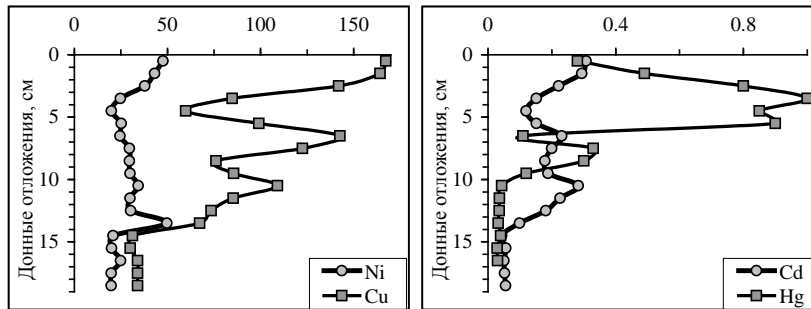 0 50 100 150
0
5
10
15
Донные отложения, см
Ni
Cu
0 0.4 0.8
0
5
10
15
Донные отложения, см
Cd
Hg